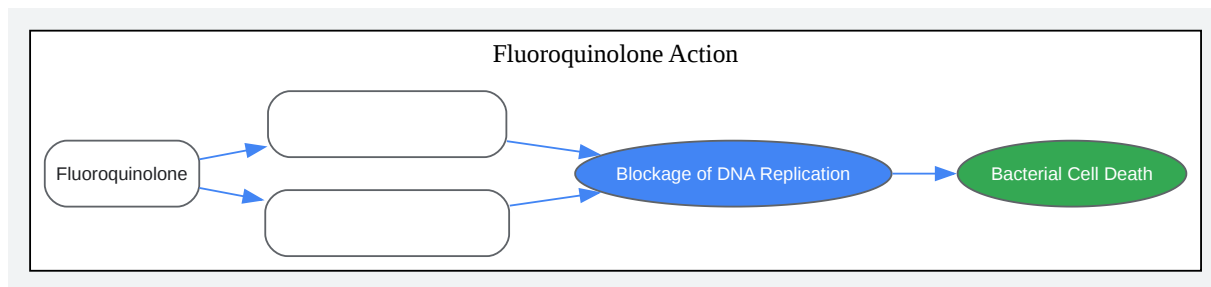 Fluoroquinolone Action
Fluoroquinolone
Blockage of DNA Replication
Bacterial Cell Death